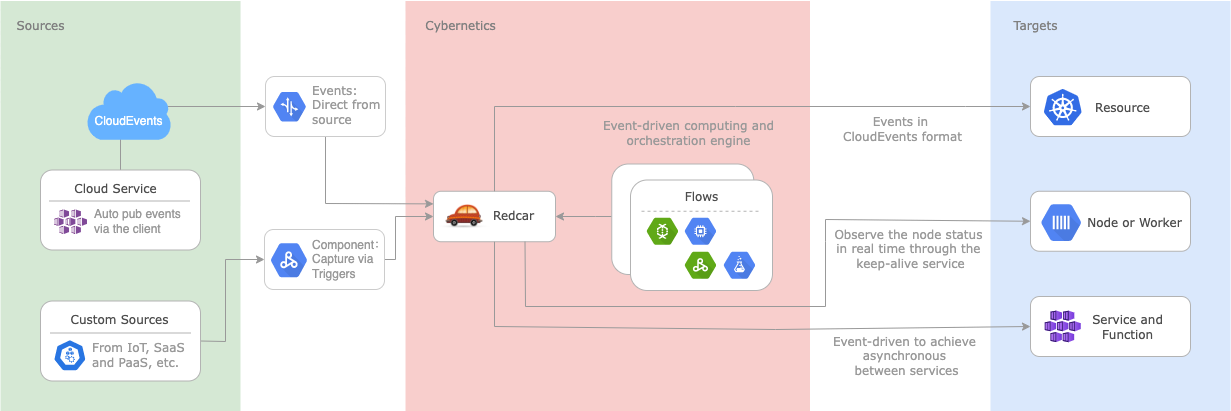 Sources
CloudEvents
Cloud Service
Auto pub events
via the client
Custom Sources
From IoT, SaaS
and PaaS, etc.
Events:
Direct from
source
Component:
Capture via
Triggers
Cybernetics
Event-driven computing and
orchestration engine
Redcar
Flows
Events in
CloudEvents format
Observe the node status
in real time through the
keep-alive service
Event-driven to achieve
asynchronous
between services
Targets
Resource
Node or Worker
Service and
Function